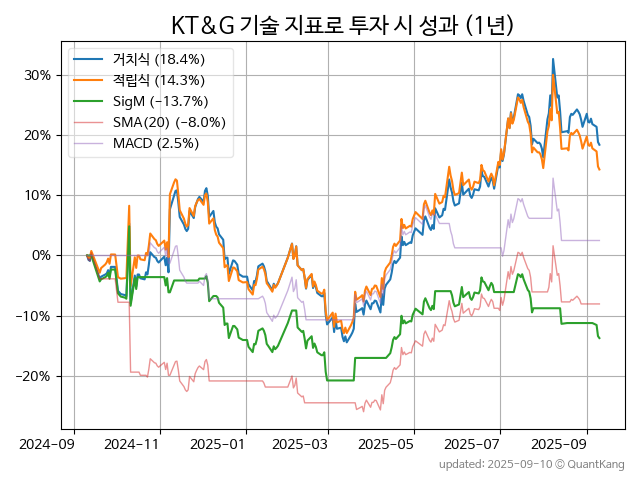 KT&G 기술 지표로 투자 시 성과 (1년)
거치식 (18.4%)
적립식 (14.3%)
SigM (−13.7%)
SMA(20) (−8.0%)
MACD (2.5%)
30%
20%
10%
0%
−10%
−20%
2024-09 2024-11 2025-01 2025-03 2025-05 2025-07 2025-09
updated: 2025-09-10 © QuantKang